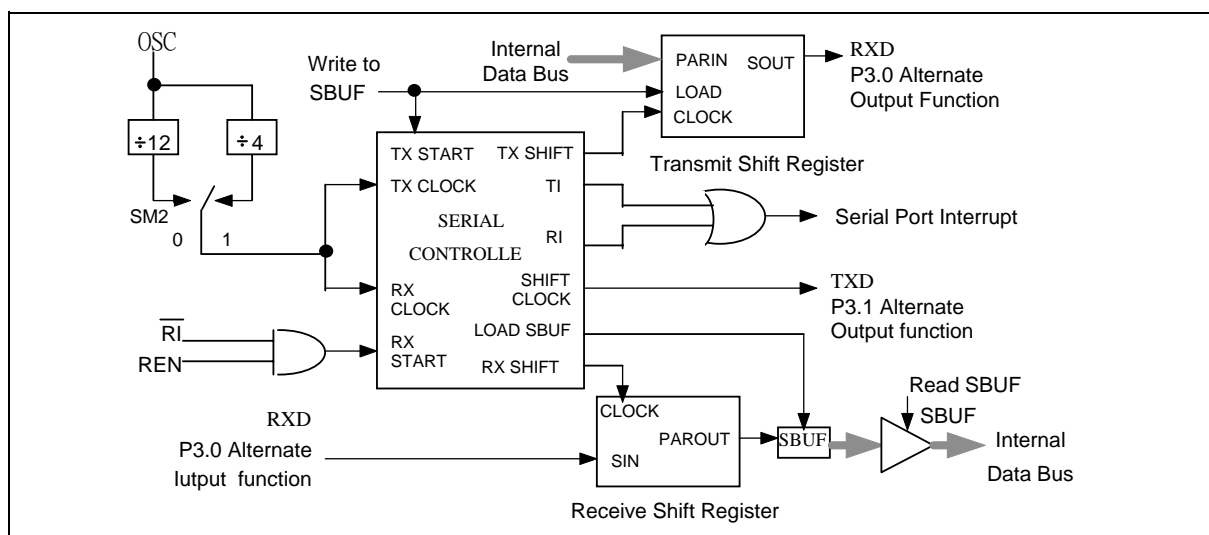 OSC
÷12
÷4
SM2
0
1
Write to
SBUF
Internal
Data Bus
PARIN
SOUT
LOAD
CLOCK
RXD
P3.0 Alternate
Output Function
Transmit Shift Register
TX START
TX SHIFT
TX CLOCK
TI
SERIAL
CONTROLLE
RI
SHIFT
CLOCK
RX
CLOCK
LOAD SBUF
RX
START
RX SHIFT
Serial Port Interrupt
TXD
P3.1 Alternate
Output function
RI
REN
RXD
P3.0 Alternate
Iutput function
CLOCK
PAROUT
SIN
Receive Shift Register
SBUF
Read SBUF
SBUF
Internal
Data Bus